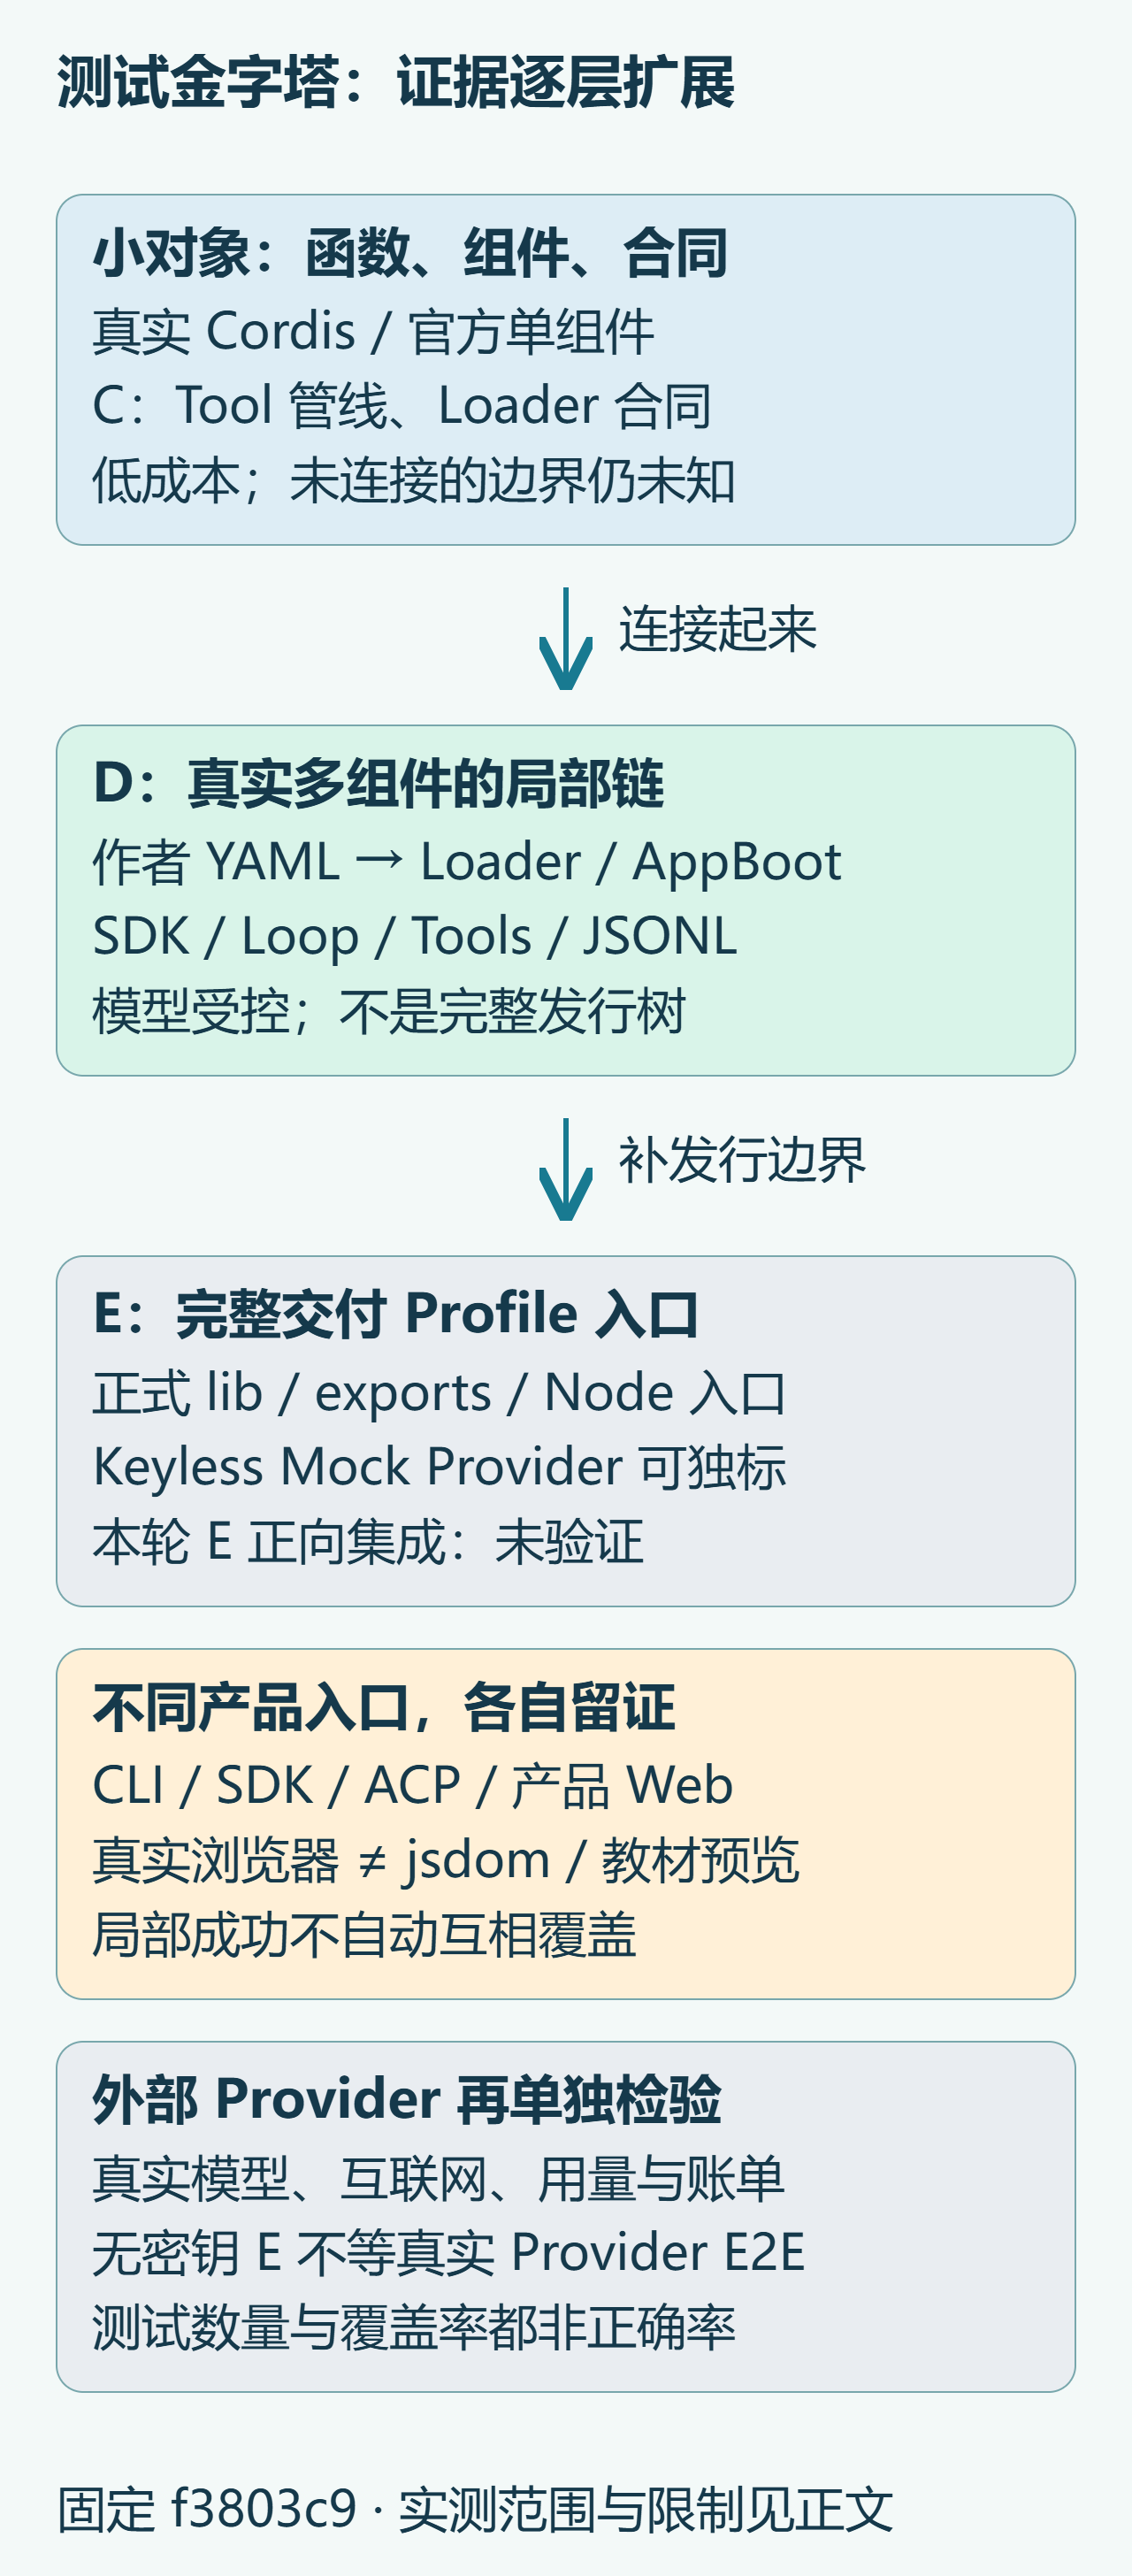 测试金字塔：证据逐层扩展
小对象：函数、组件、合同
真实 Cordis / 官方单组件
C：Tool 管线、Loader 合同
低成本；未连接的边界仍未知
连接起来
D：真实多组件的局部链
作者 YAML → Loader / AppBoot
SDK / Loop / Tools / JSONL
模型受控；不是完整发行树
补发行边界
E：完整交付 Profile 入口
正式 lib / exports / Node 入口
Keyless Mock Provider 可独标
本轮 E 正向集成：未验证
不同产品入口，各自留证
CLI / SDK / ACP / 产品 Web
真实浏览器 ≠ jsdom / 教材预览
局部成功不自动互相覆盖
外部 Provider 再单独检验
真实模型、互联网、用量与账单
无密钥 E 不等真实 Provider E2E
测试数量与覆盖率都非正确率
固定 f3803c9 · 实测范围与限制见正文